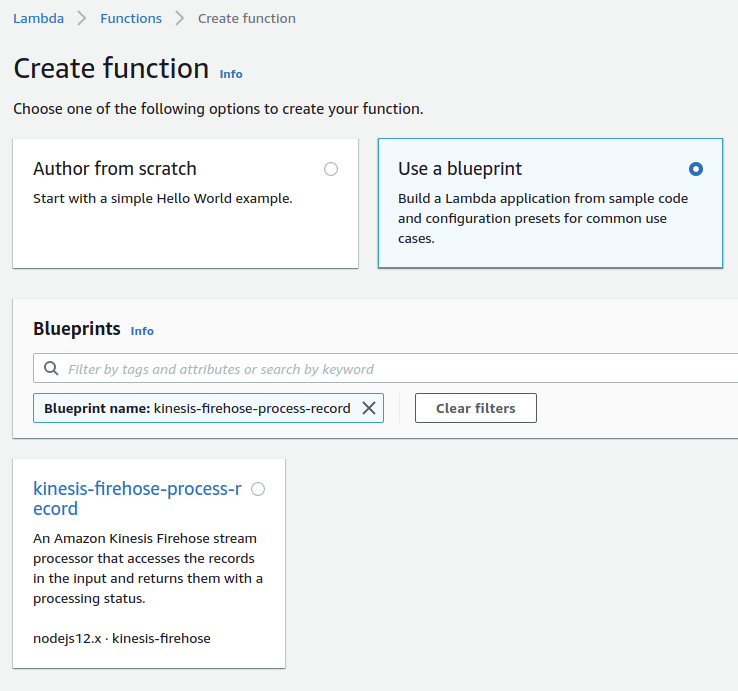 Lambda > Functions > Create function
Create function Info
Choose one of the following options to create your function.
Author from scratch
Start with a simple Hello World example.
Use a blueprint
Build a Lambda application from sample code
and configuration presets for common use
cases.
Blueprints Info
Filter by tags and attributes or search by keyword
Blueprint name: kinesis-firehose-process-record
Clear filters
kinesis-firehose-process-r
ecord
An Amazon Kinesis Firehose stream
processor that accesses the records
in the input and returns them with a
processing status.
nodejs12.x · kinesis-firehose